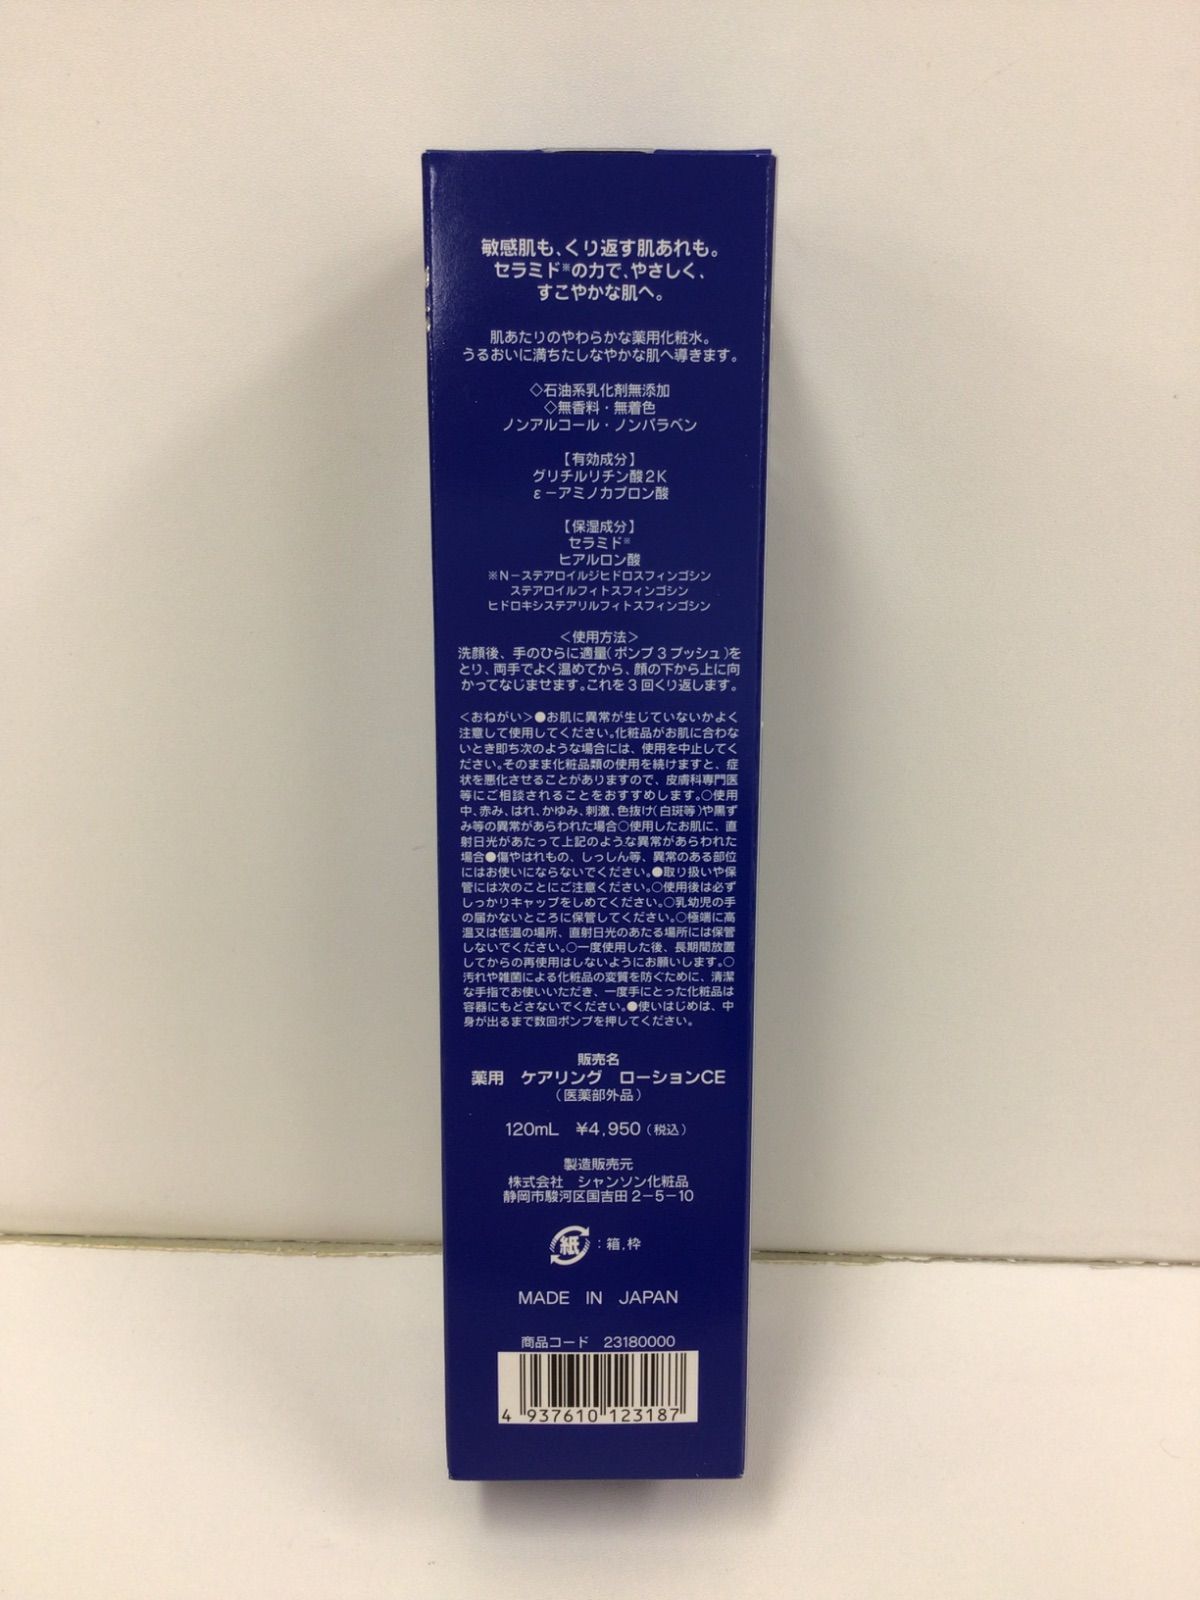 敏感肌も、くり返す肌あれも。
セラミド※の力で、やさしく、
すこやかな肌へ。
肌あたりのやわらかな薬用化粧水。
うるおいに満ちたしなやかな肌へ導きます。
◇石油系乳化剤無添加
◇無香料・無着色
ノンアルコール・ノンパラベン
【有効成分】
グリチルリチン酸2K
ε－アミノカプロン酸
【保湿成分】
セラミド※
ヒアルロン酸
※N－ステアロイルジヒドロスフィンゴシン
ステアロイルフィトスフィンゴシン
ヒドロキシステアリルフィトスフィンゴシン
＜使用方法＞
洗顔後、手のひらに適量(ポンプ3プッシュ)を
とり、両手でよく温めてから、顔の下から上に向
かってなじませます。これを3回くり返します。
＜おねがい＞●お肌に異常が生じていないかよく
注意して使用してください。化粧品がお肌に合わな
いとき即ち次のような場合には、使用を中止してく
ださい。そのまま化粧品類の使用を続けますと、症
状を悪化させることがありますので、皮膚科専門医
等にご相談されることをおすすめします。○使用
中、赤み、はれ、かゆみ、刺激、色抜け(白斑等)や黒ず
み等の異常があらわれた場合○使用したお肌に、直
射日光があたって上記のような異常があらわれた
場合●傷やはれもの、しっしん等、異常のある部位
にはお使いにならないでください。●取り扱いや保
管には次のことにご注意ください。○使用後は必ず
しっかりキャップをしめてください。○乳幼児の手
の届かないところに保管してください。○極端に高
温又は低温の場所、直射日光のあたる場所には保管
しないでください。○一度使用した後、長期間放置
してからの再使用はしないようにお願いします。○
汚れや雑菌による化粧品の変質を防ぐために、清潔
な手指でお使いいただき、一度手にとった化粧品は
容器にもどさないでください。●使いはじめは、中
身が出るまで数回ポンプを押してください。
販売名
薬用 ケアリング ローションCE
(医薬部外品)
120mL ¥4,950(税込)
製造販売元
株式会社 シャンソン化粧品
静岡市駿河区国吉田2－5－10
紙:箱,枠
MADE IN JAPAN
商品コード 23180000
4 937610 123187